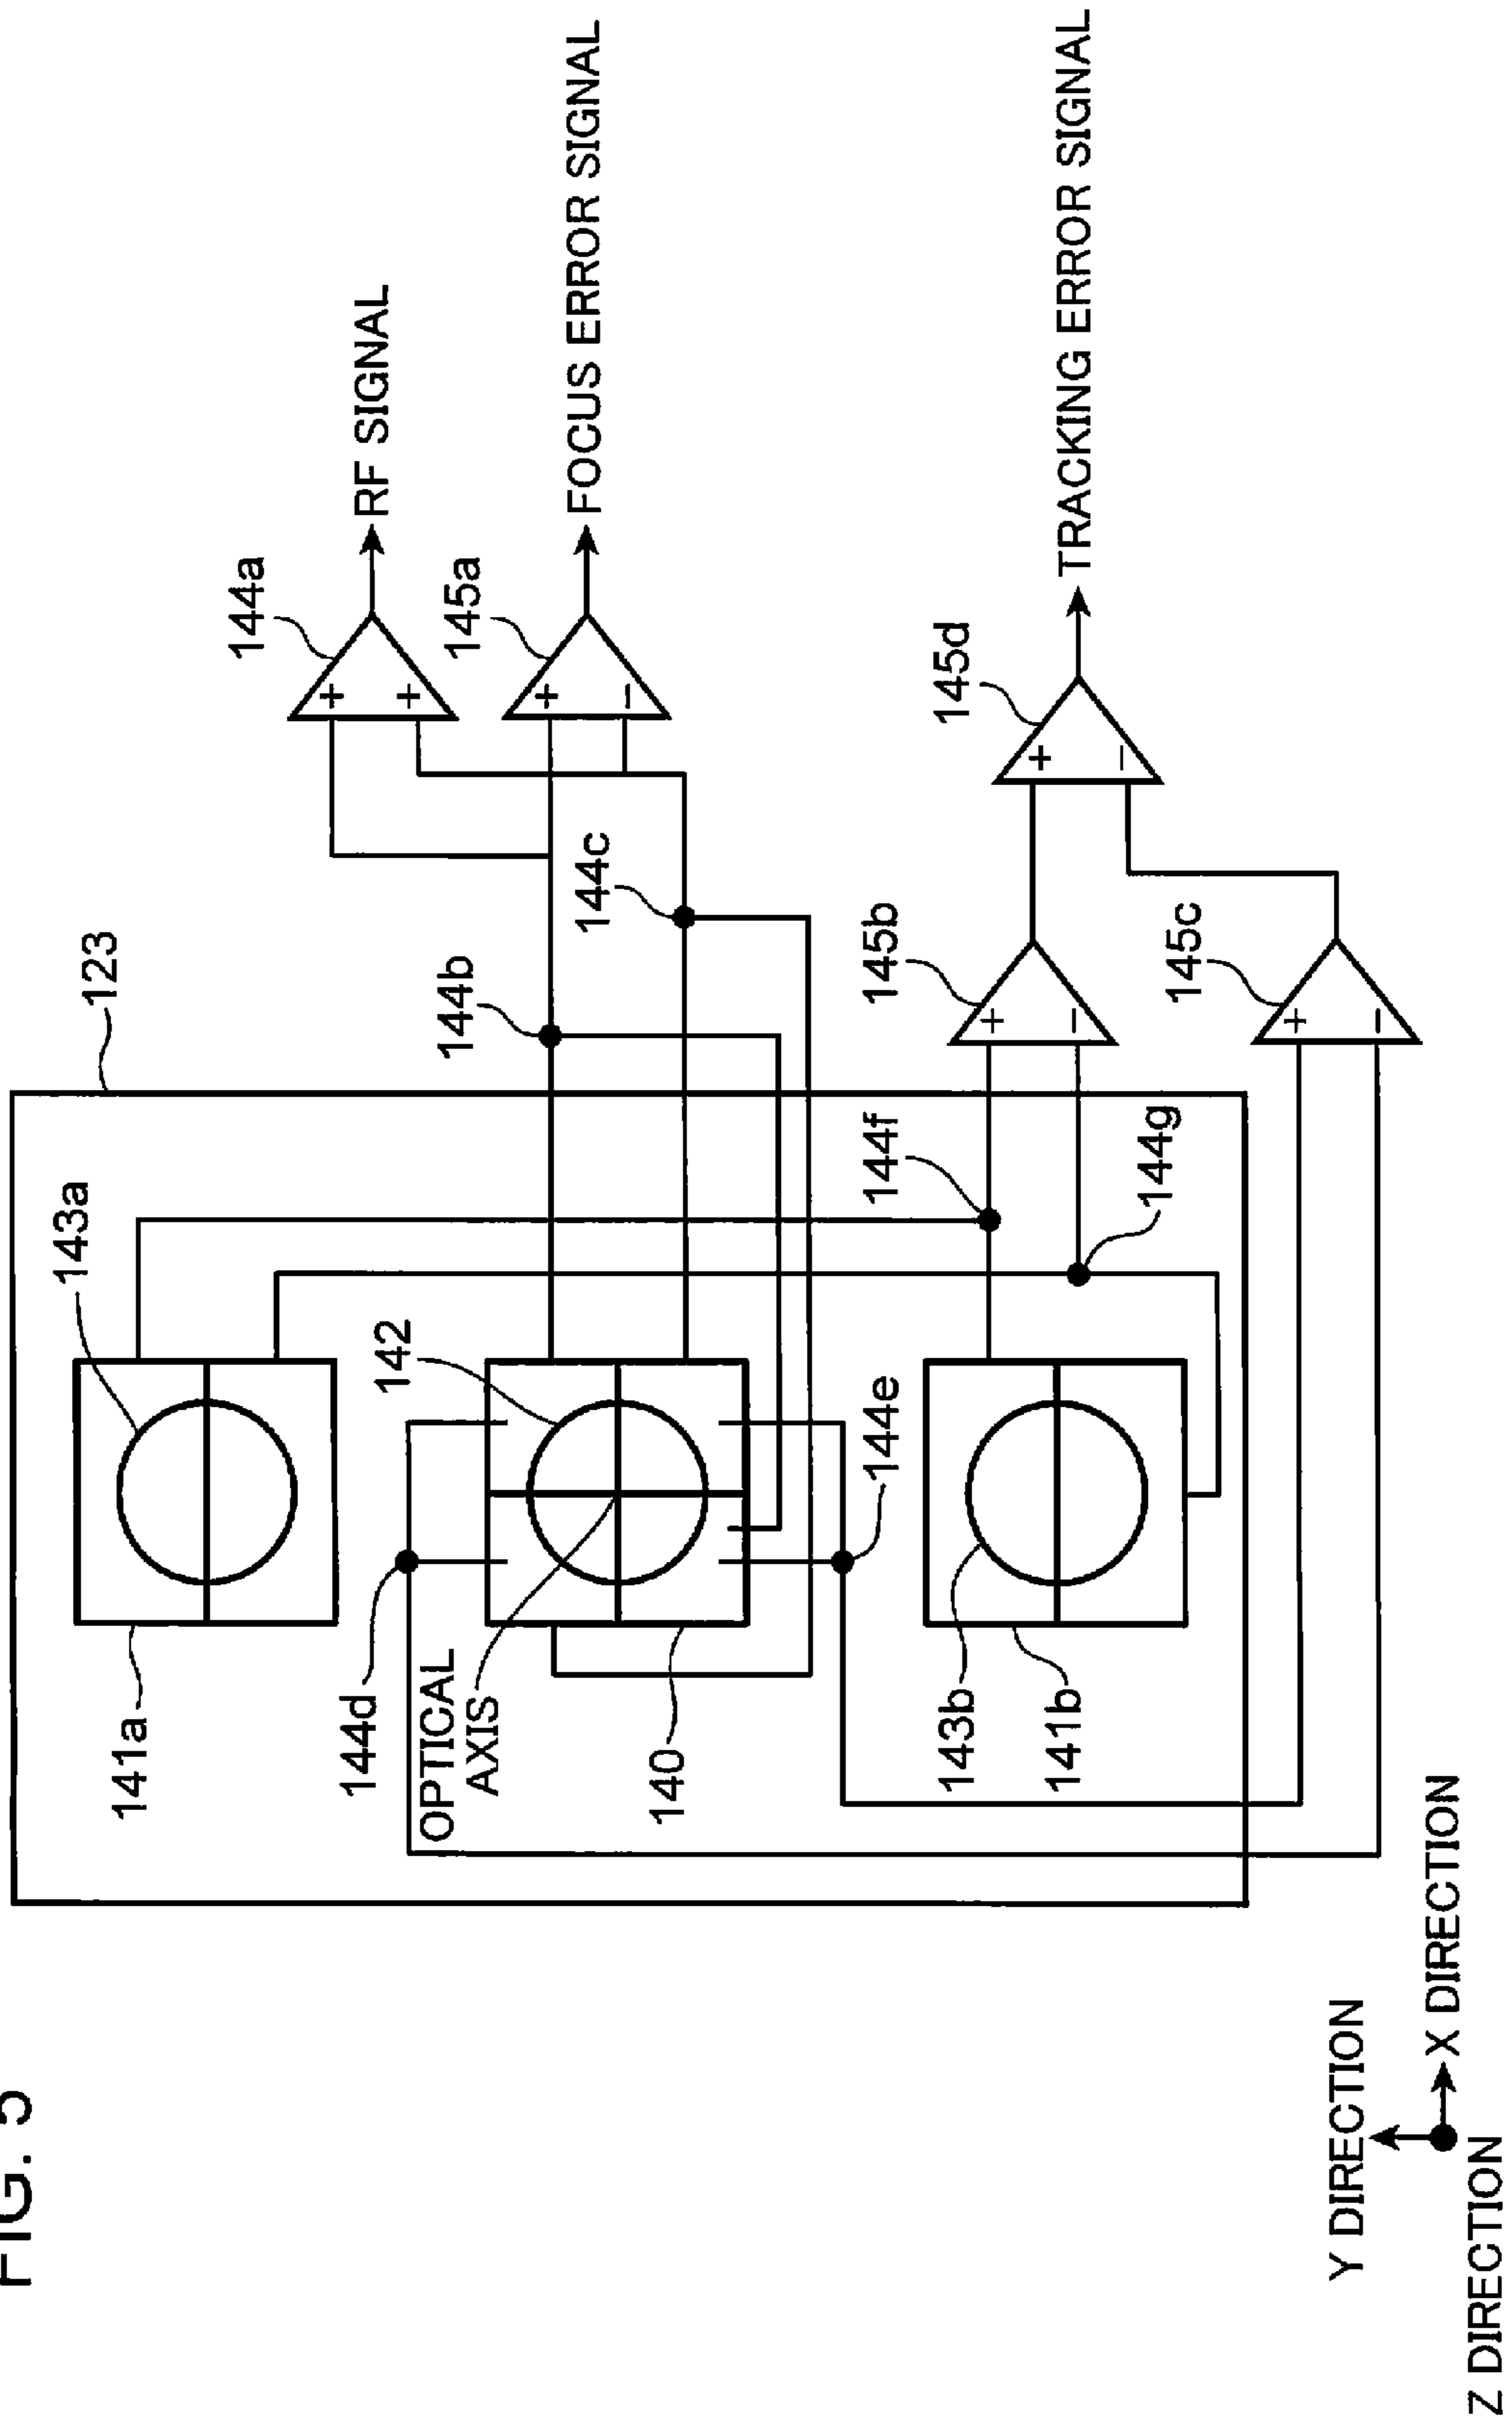 FIG. 5
123
141a
143a
144d
142
OPTICAL
AXIS
140
144b
144c
144a
+
+
RF SIGNAL
145a
+
−
FOCUS ERROR SIGNAL
144e
144f
144g
143b
141b
145b
+
−
145c
+
−
145d
+
−
TRACKING ERROR SIGNAL
Y DIRECTION
X DIRECTION
Z DIRECTION